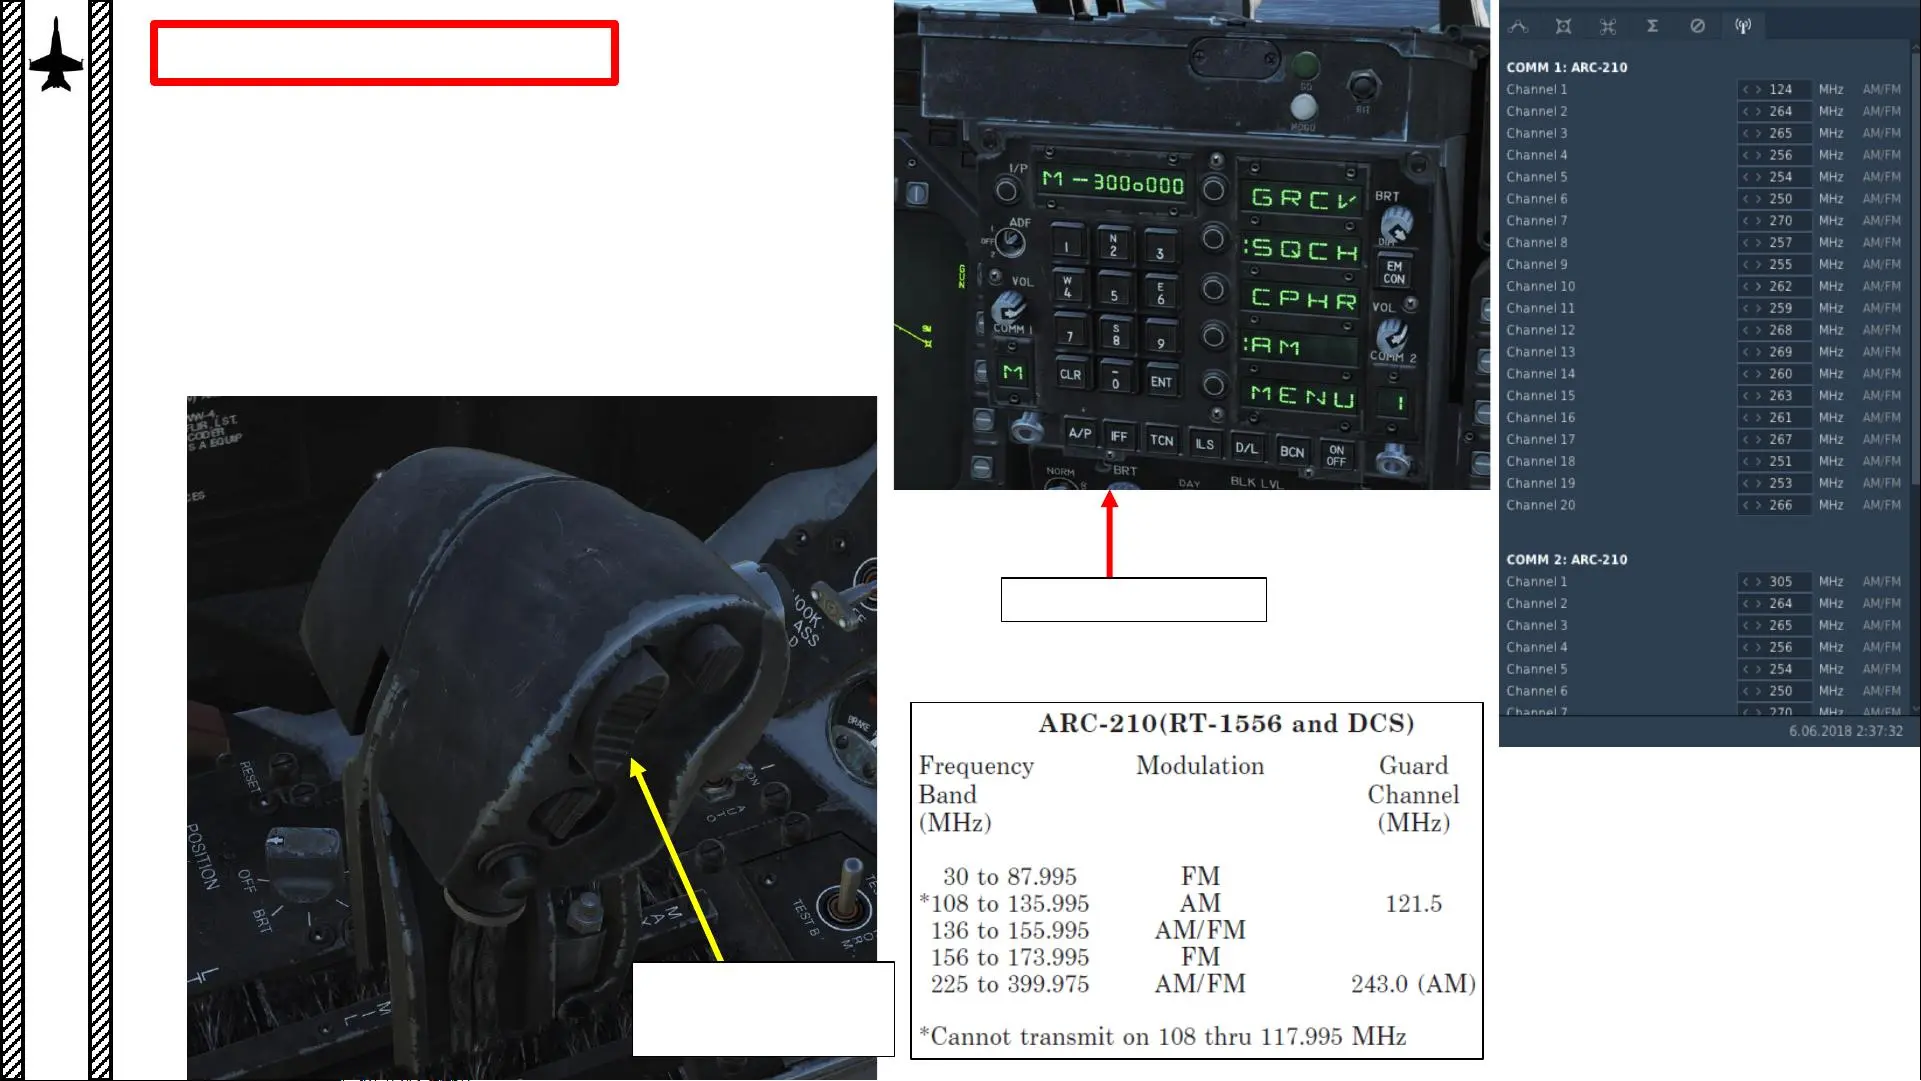 I/P
ADF
1
OFF
2
VOL
COMM 1
M
M --300o000
1
N
2
3
W
4
5
E
6
7
S
8
9
CLR
-
0
ENT
GRCV
:SQCH
CPHR
:AM
MENU
BRT
DIM
EM
CON
VOL
COMM 2
1
A/P
IFF
TCN
ILS
D/L
BCN
ON
OFF
NORM
BRT
DAY
BLK LVL
GUN
GO
NOGO
BIT
COMM 1: ARC-210
Channel 1 < > 124 MHz AM/FM
Channel 2 < > 264 MHz AM/FM
Channel 3 < > 265 MHz AM/FM
Channel 4 < > 256 MHz AM/FM
Channel 5 < > 254 MHz AM/FM
Channel 6 < > 250 MHz AM/FM
Channel 7 < > 270 MHz AM/FM
Channel 8 < > 257 MHz AM/FM
Channel 9 < > 255 MHz AM/FM
Channel 10 < > 262 MHz AM/FM
Channel 11 < > 259 MHz AM/FM
Channel 12 < > 268 MHz AM/FM
Channel 13 < > 269 MHz AM/FM
Channel 14 < > 260 MHz AM/FM
Channel 15 < > 263 MHz AM/FM
Channel 16 < > 261 MHz AM/FM
Channel 17 < > 267 MHz AM/FM
Channel 18 < > 251 MHz AM/FM
Channel 19 < > 253 MHz AM/FM
Channel 20 < > 266 MHz AM/FM
COMM 2: ARC-210
Channel 1 < > 305 MHz AM/FM
Channel 2 < > 264 MHz AM/FM
Channel 3 < > 265 MHz AM/FM
Channel 4 < > 256 MHz AM/FM
Channel 5 < > 254 MHz AM/FM
Channel 6 < > 250 MHz AM/FM
Channel 7 < > 270 MHz AM/FM
6.06.2018 2:37:32
RESET
POSITION
OFF
BRT
BRAKE
TEST B
ARC-210(RT-1556 and DCS)
Frequency Modulation Guard
Band Channel
(MHz) (MHz)
30 to 87.995 FM
*108 to 135.995 AM 121.5
136 to 155.995 AM/FM
156 to 173.995 FM
225 to 399.975 AM/FM 243.0 (AM)
*Cannot transmit on 108 thru 117.995 MHz